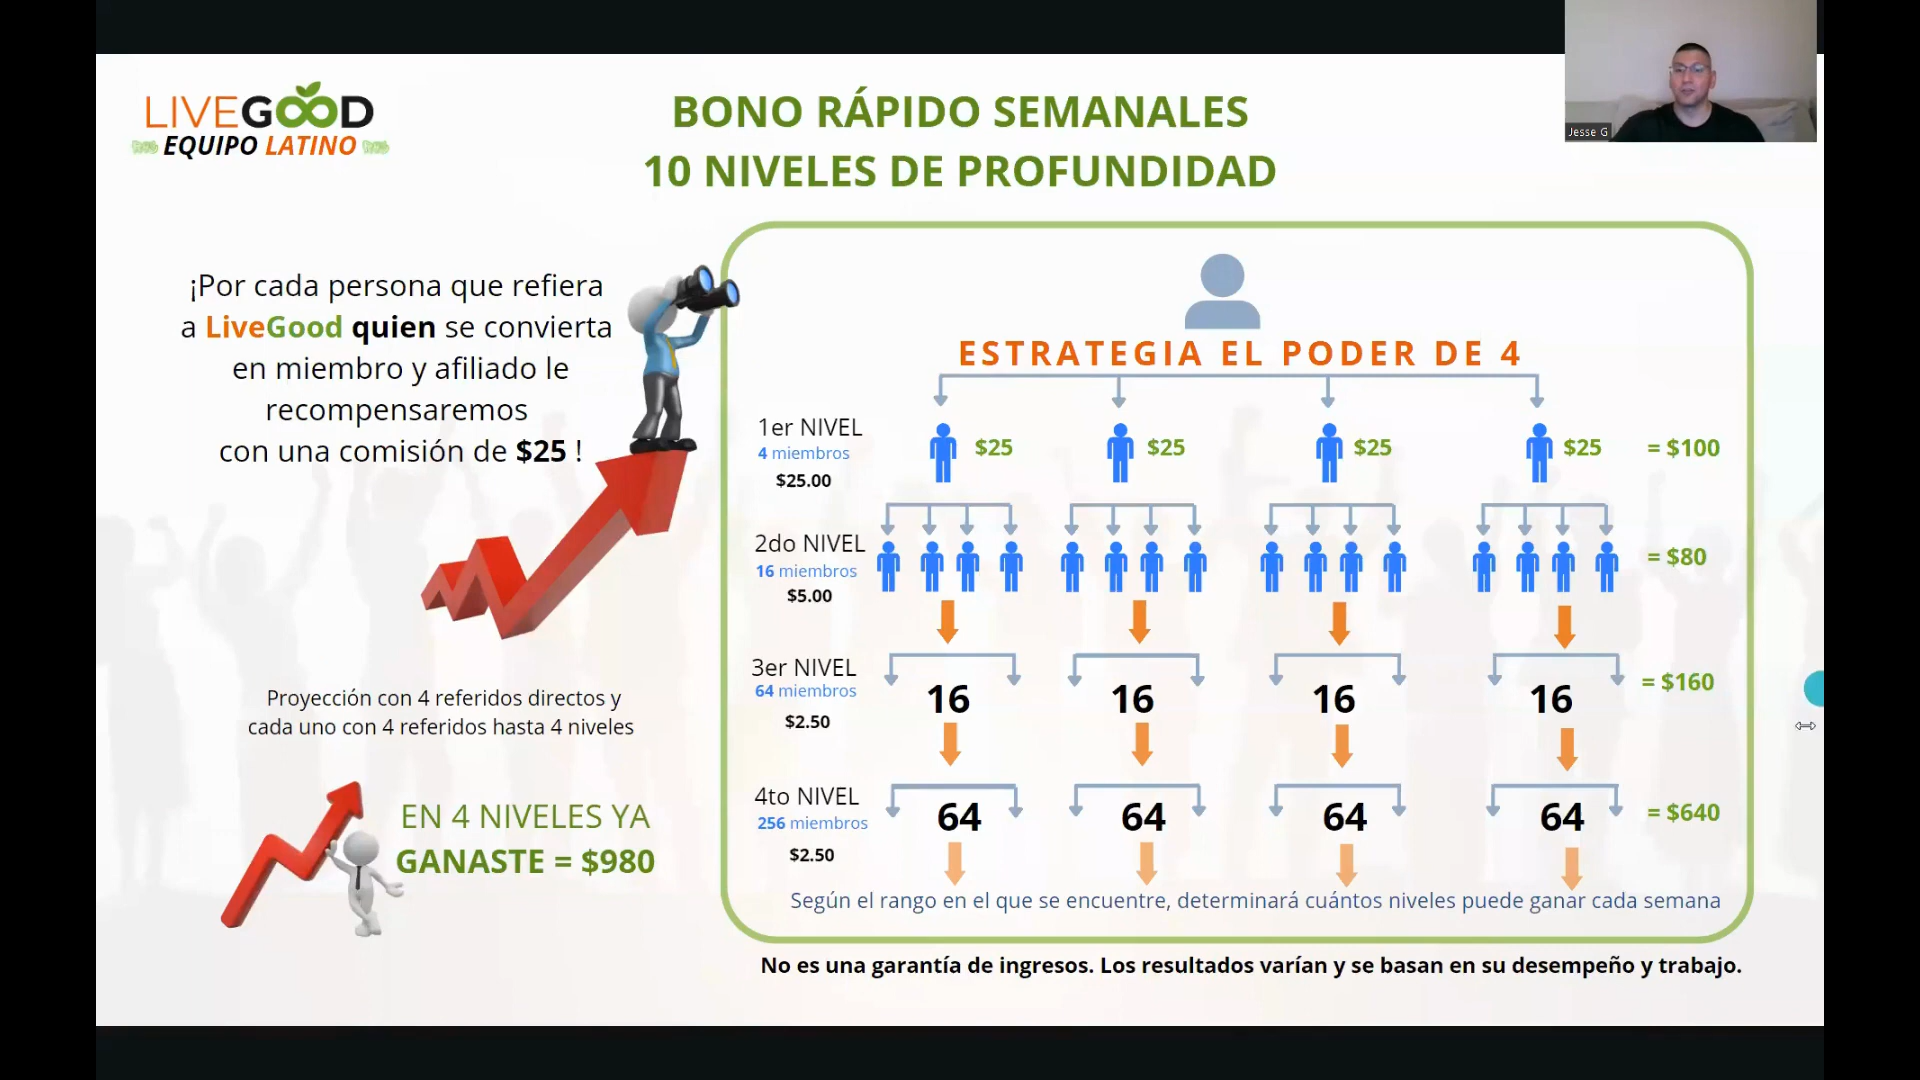 LIVEGOOD
EQUIPO LATINO
BONO RÁPIDO SEMANALES
10 NIVELES DE PROFUNDIDAD
Jesse G
¡Por cada persona que refiera
a LiveGood quien se convierta
en miembro y afiliado le
recompensaremos
con una comisión de $25 !
Proyección con 4 referidos directos y
cada uno con 4 referidos hasta 4 niveles
EN 4 NIVELES YA
GANASTE = $980
ESTRATEGIA EL PODER DE 4
1er NIVEL
4 miembros
$25.00
$25 $25 $25 $25 = $100
2do NIVEL
16 miembros
$5.00
= $80
3er NIVEL
64 miembros
$2.50
16 16 16 16 = $160
4to NIVEL
256 miembros
$2.50
64 64 64 64 = $640
Según el rango en el que se encuentre, determinará cuántos niveles puede ganar cada semana
No es una garantía de ingresos. Los resultados varían y se basan en su desempeño y trabajo.